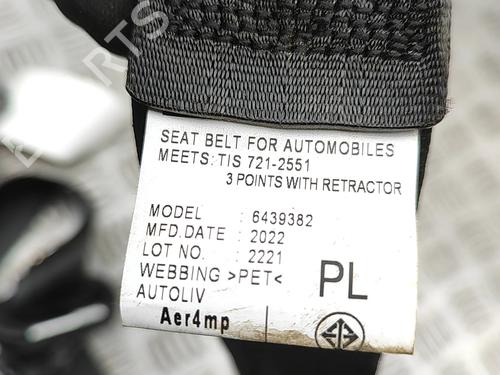 SEAT BELT FOR AUTOMOBILES
MEETS: TIS 721-2551
3 POINTS WITH RETRACTOR
MODEL : 6439382
MFD.DATE : 2022
LOT NO. : 2221
WEBBING >PET<
AUTOLIV
PL
Aer4mp